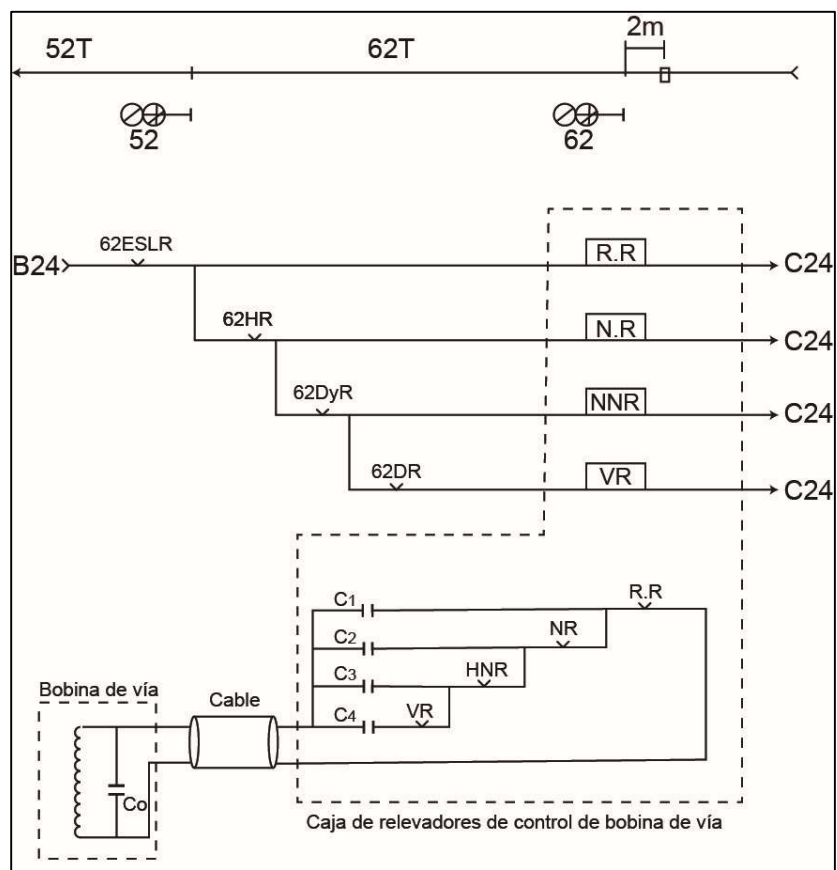 2m
52T 62T
52 62
62ESLR
B24 R.R C24
62HR N.R C24
62DyR NNR C24
62DR VR C24
C1 R.R
C2 NR
C3 HNR
C4 VR
Bobina de vía
Cable
Co
Caja de relevadores de control de bobina de vía